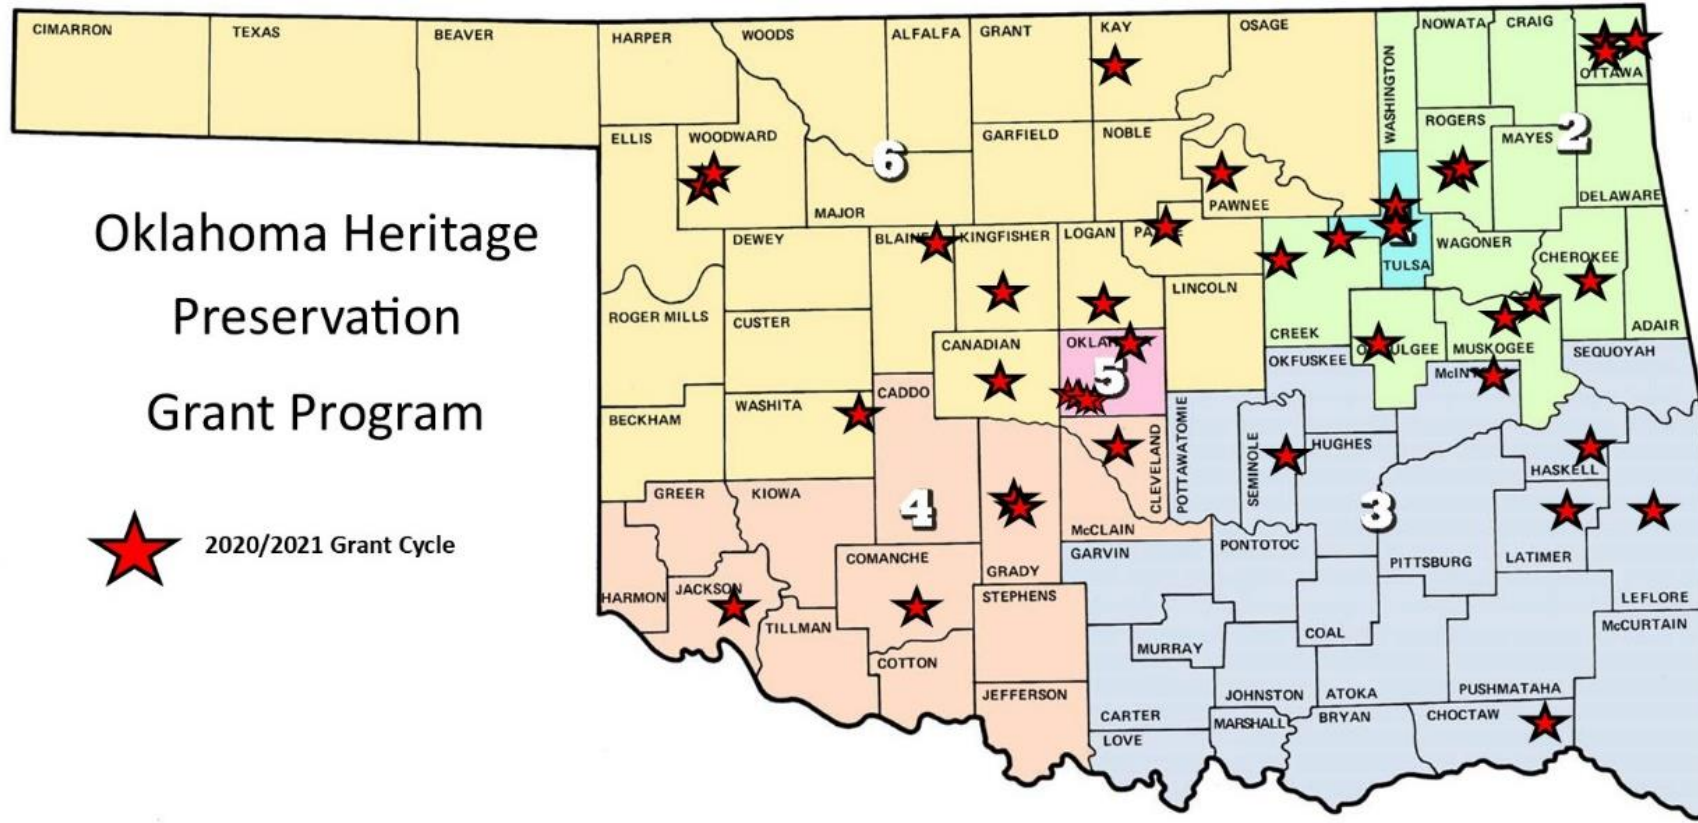 CIMARRON
TEXAS
BEAVER
HARPER
WOODS
ALFALFA
GRANT
KAY
OSAGE
WASHINGTON
NOWATA
CRAIG
OTTAWA
ELLIS
WOODWARD
MAJOR
GARFIELD
NOBLE
PAWNEE
ROGERS
MAYES
DELAWARE
6
2
Oklahoma Heritage
Preservation
Grant Program
2020/2021 Grant Cycle
DEWEY
KINGFISHER
LOGAN
LINCOLN
TULSA
WAGONER
CHEROKEE
ADAIR
ROGER MILLS
CUSTER
CANADIAN
5
CREEK
OKFUSKEE
MUSKOGEE
SEQUOYAH
BECKHAM
WASHITA
CADDO
CLEVELAND
POTTAWATOMIE
SEMINOLE
HUGHES
HASKELL
GREER
KIOWA
4
McCLAIN
3
GRADY
COMANCHE
GARVIN
PONTOTOC
PITTSBURG
LATIMER
LEFLORE
HARMON
JACKSON
TILLMAN
STEPHENS
COTTON
MURRAY
COAL
McCURTAIN
JEFFERSON
CARTER
JOHNSTON
ATOKA
PUSHMATAHA
LOVE
MARSHALL
BRYAN
CHOCTAW